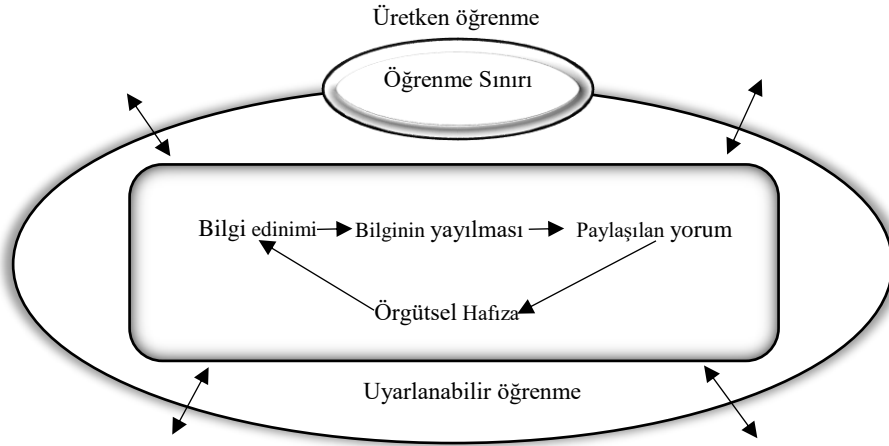 Üretken öğrenme
Öğrenme Sınırı
Bilgi edinimi Bilginin yayılması Paylaşılan yorum
Örgütsel Hafıza
Uyarlanabilir öğrenme